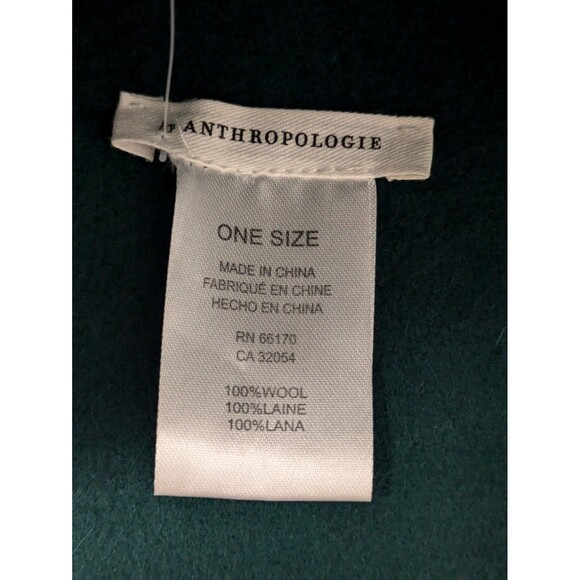 BY ANTHROPOLOGIE
ONE SIZE
MADE IN CHINA
FABRIQUÉ EN CHINE
HECHO EN CHINA
RN 66170
CA 32054
100%WOOL
100%LAINE
100%LANA